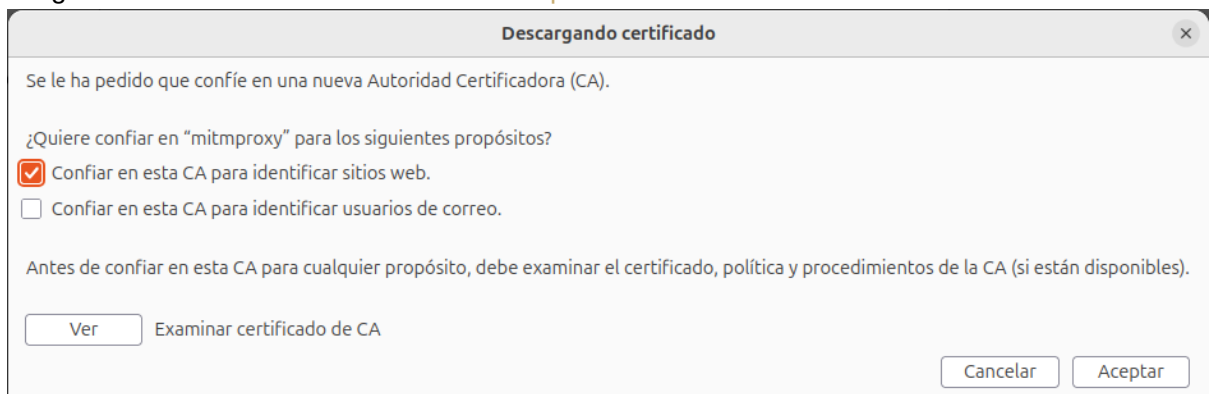 Descargando certificado
Se le ha pedido que confíe en una nueva Autoridad Certificadora (CA).
¿Quiere confiar en “mitmproxy” para los siguientes propósitos?
Confiar en esta CA para identificar sitios web.
Confiar en esta CA para identificar usuarios de correo.
Antes de confiar en esta CA para cualquier propósito, debe examinar el certificado, política y procedimientos de la CA (si están disponibles).
Ver Examinar certificado de CA
Cancelar Aceptar